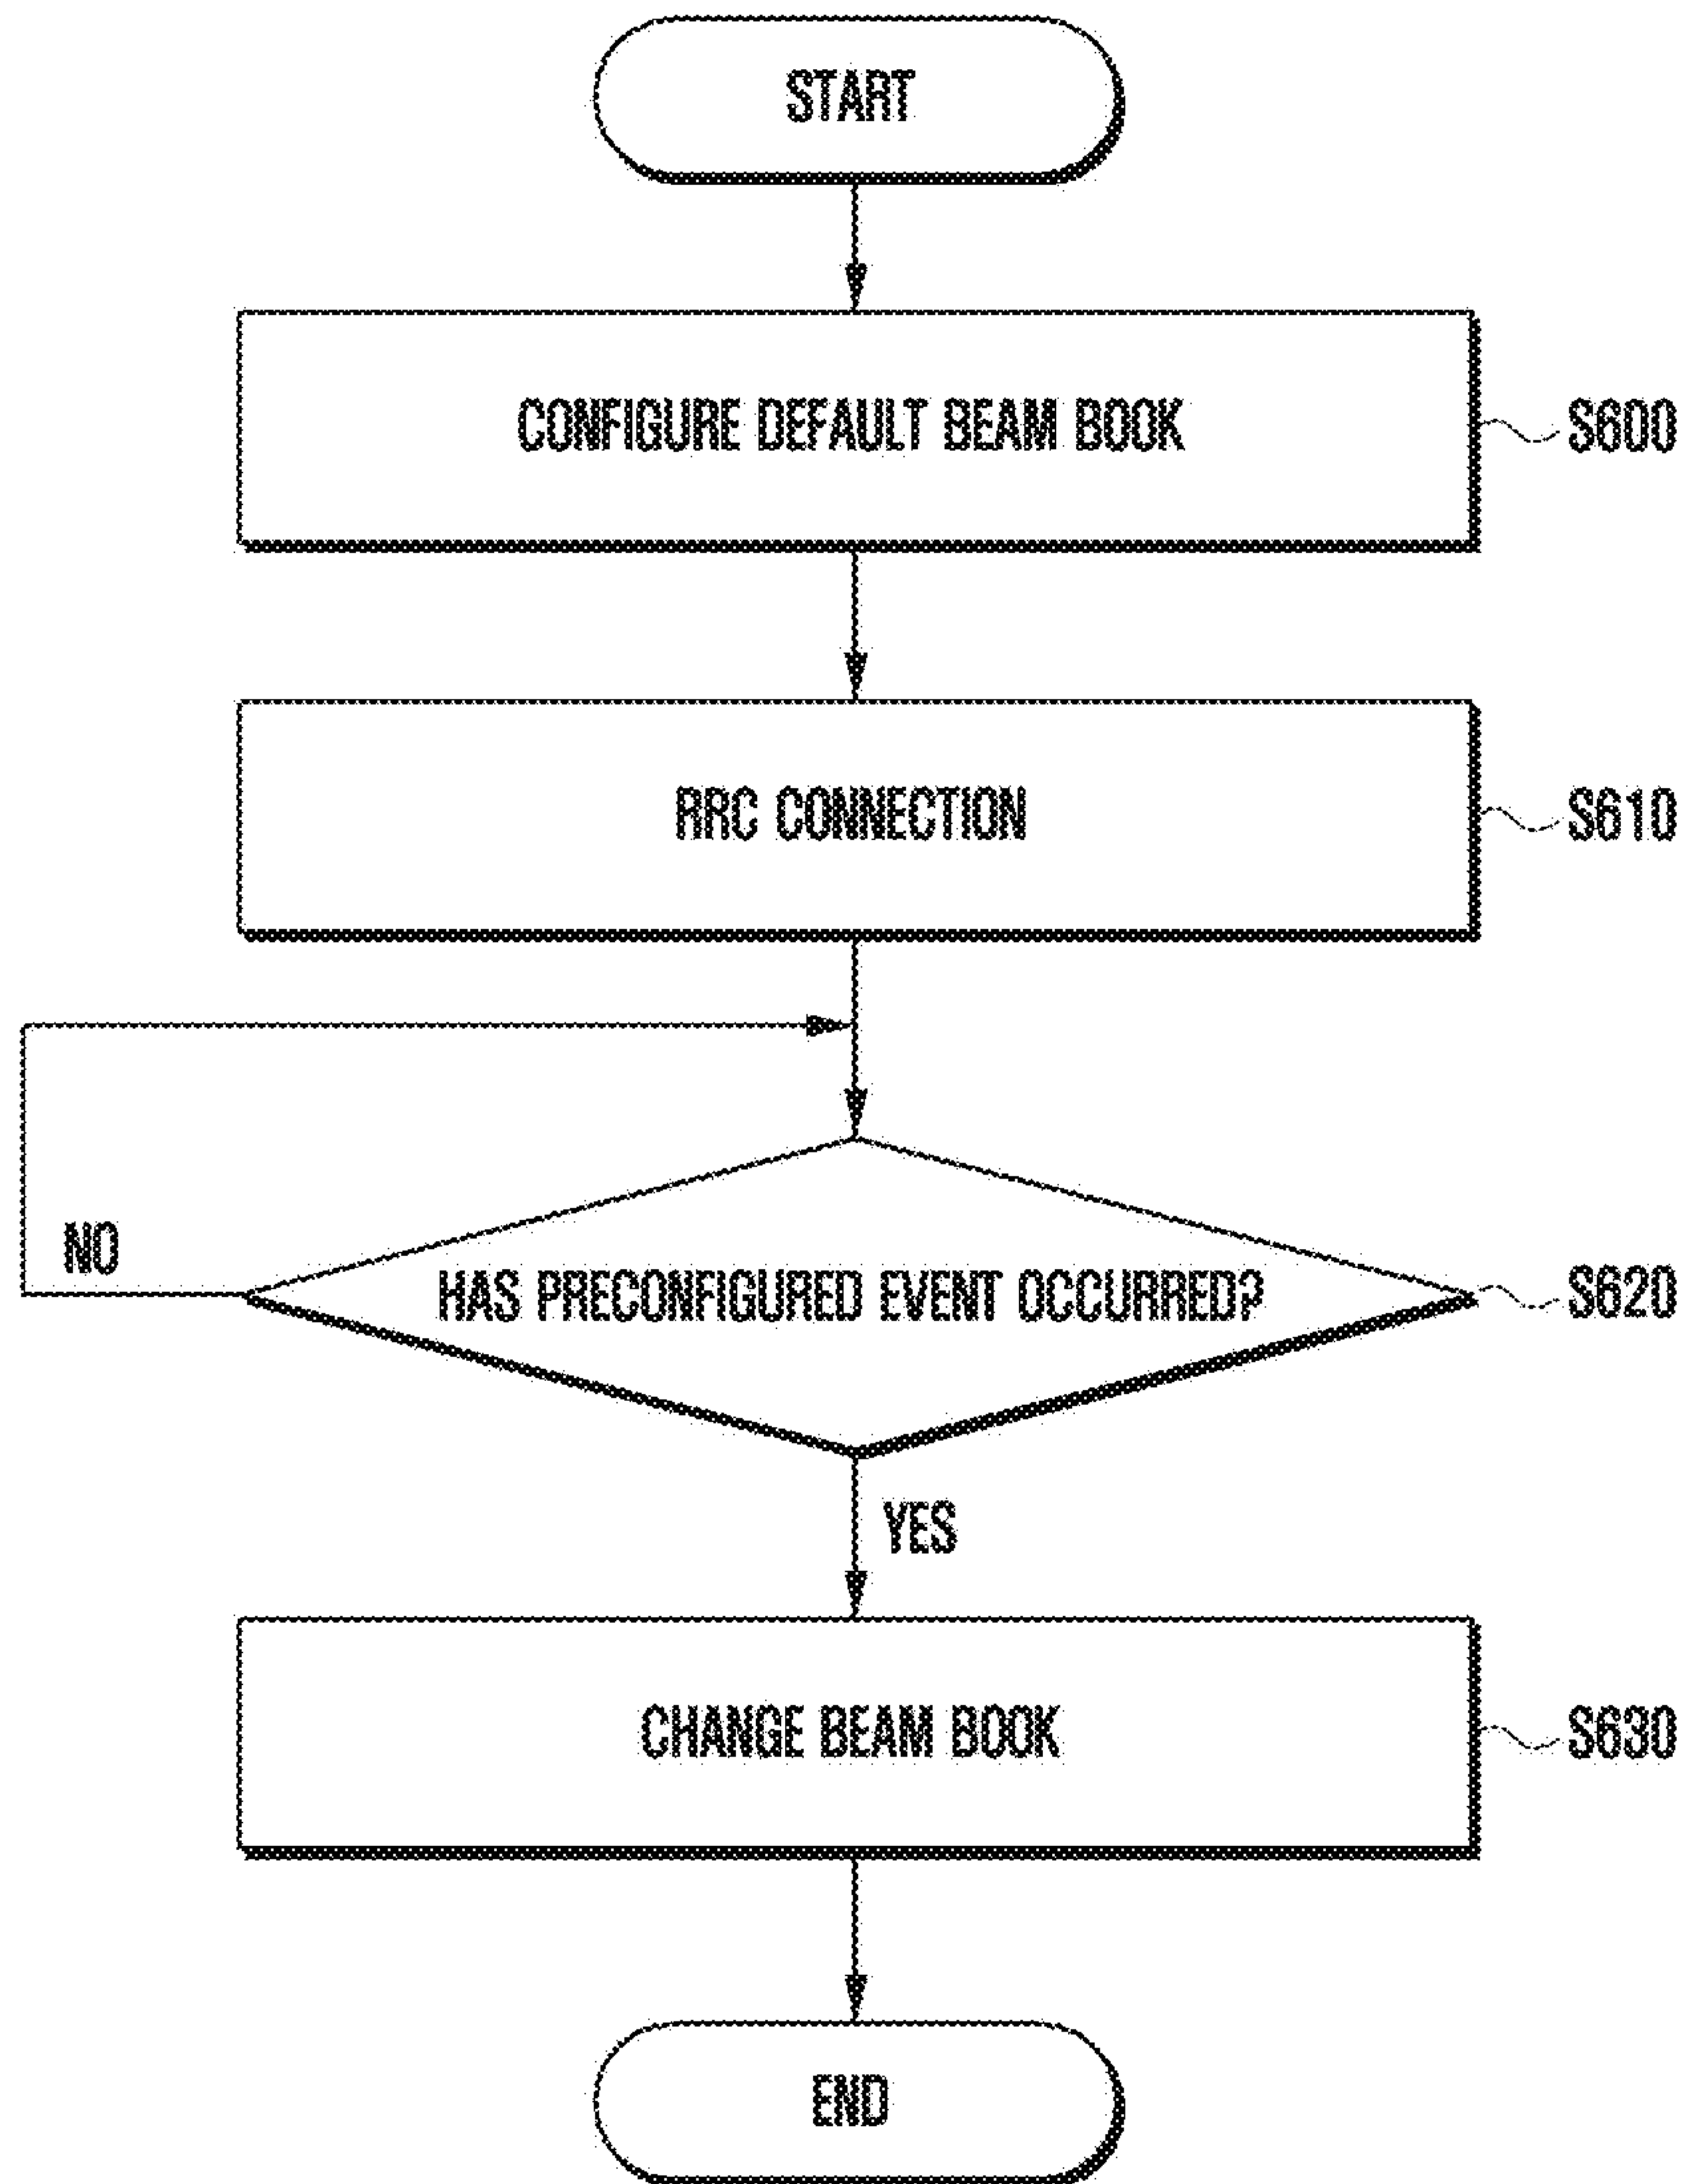 START
CONFIGURE DEFAULT BEAM BOOK
S600
RRC CONNECTION
S610
NO
HAS PRECONFIGURED EVENT OCCURRED?
S620
YES
CHANGE BEAM BOOK
S630
END